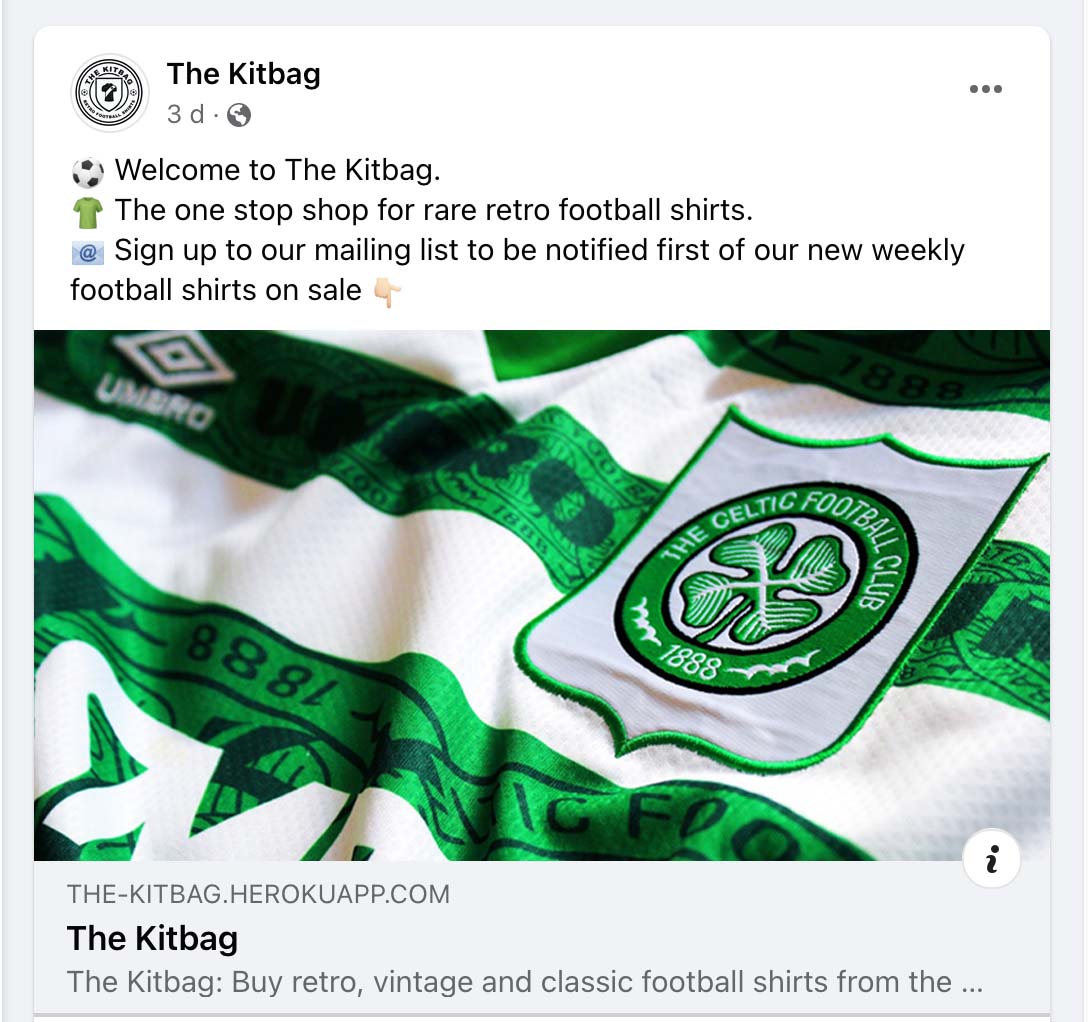 THE KITBAG
RETRO FOOTBALL SHIRTS
The Kitbag
3 d ·
⚽ Welcome to The Kitbag.
👕 The one stop shop for rare retro football shirts.
📧 Sign up to our mailing list to be notified first of our new weekly
football shirts on sale 👇🏻
UMBRO
1888
THE CELTIC FOOTBALL CLUB
1888
1888
1888
THE-KITBAG.HEROKUAPP.COM
The Kitbag
The Kitbag: Buy retro, vintage and classic football shirts from the ...